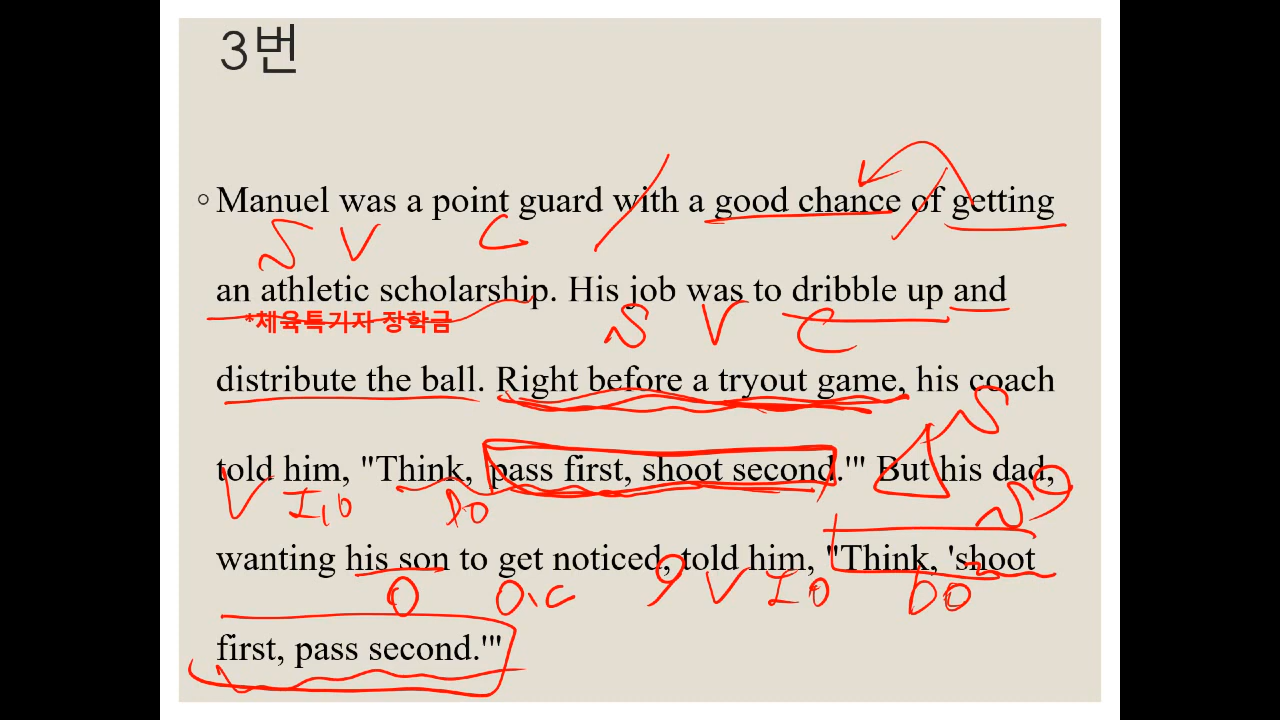 3번
Manuel was a point guard with a good chance of getting
S V C
an athletic scholarship. His job was to dribble up and
*체육특기자 장학금 S V C
distribute the ball. Right before a tryout game, his coach
S
told him, "Think, pass first, shoot second.'" But his dad,
V I,O DO S
wanting his son to get noticed, told him, "Think, 'shoot
O O,C V IO DO
first, pass second.'"